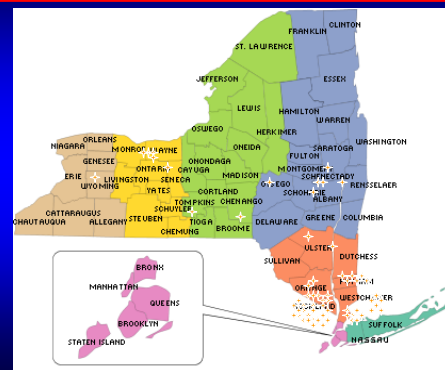 CLINTON
FRANKLIN
ST. LAWRENCE
ESSEX
JEFFERSON
LEWIS
HAMILTON
WARREN
OSWEGO
HERKIMER
WASHINGTON
ORLEANS
NIAGARA
MONROE
WAYNE
ONEIDA
SARATOGA
FULTON
GENESEE
ONTARIO
ONONDAGA
CAYUGA
MONTGOMERY
SCHENECTADY
ERIE
LIVINGSTON
SENECA
MADISON
OTSEGO
SCHOHARIE
RENSSELAER
WYOMING
YATES
CORTLAND
ALBANY
CATTARAUGUS
SCHUYLER
TOMPKINS
CHENANGO
CHAUTAUQUA
ALLEGANY
STEUBEN
TIOGA
BROOME
DELAWARE
GREENE
COLUMBIA
CHEMUNG
ULSTER
DUTCHESS
SULLIVAN
BRONX
PUTNAM
MANHATTAN
ORANGE
WESTCHESTER
QUEENS
ROCKLAND
BROOKLYN
SUFFOLK
STATEN ISLAND
NASSAU